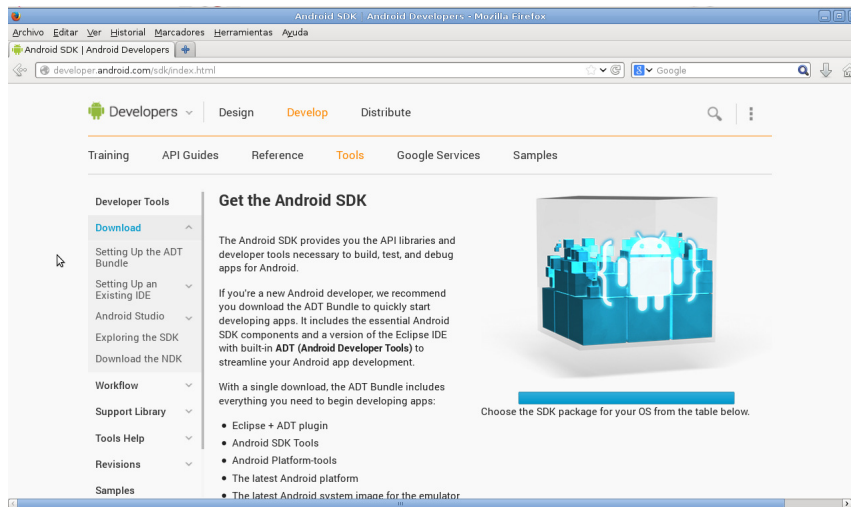 Android SDK | Android Developers - Mozilla Firefox
Archivo Editar Ver Historial Marcadores Herramientas Ayuda
Android SDK | Android Developers
developer.android.com/sdk/index.html
Google
Developers
Design Develop Distribute
Training API Guides Reference Tools Google Services Samples
Developer Tools
Download
Setting Up the ADT
Bundle
Setting Up an
Existing IDE
Android Studio
Exploring the SDK
Download the NDK
Workflow
Support Library
Tools Help
Revisions
Samples
Get the Android SDK
The Android SDK provides you the API libraries and
developer tools necessary to build, test, and debug
apps for Android.
If you're a new Android developer, we recommend
you download the ADT Bundle to quickly start
developing apps. It includes the essential Android
SDK components and a version of the Eclipse IDE
with built-in ADT (Android Developer Tools) to
streamline your Android app development.
With a single download, the ADT Bundle includes
everything you need to begin developing apps:
• Eclipse + ADT plugin
• Android SDK Tools
• Android Platform-tools
• The latest Android platform
• The latest Android system image for the emulator
Choose the SDK package for your OS from the table below.